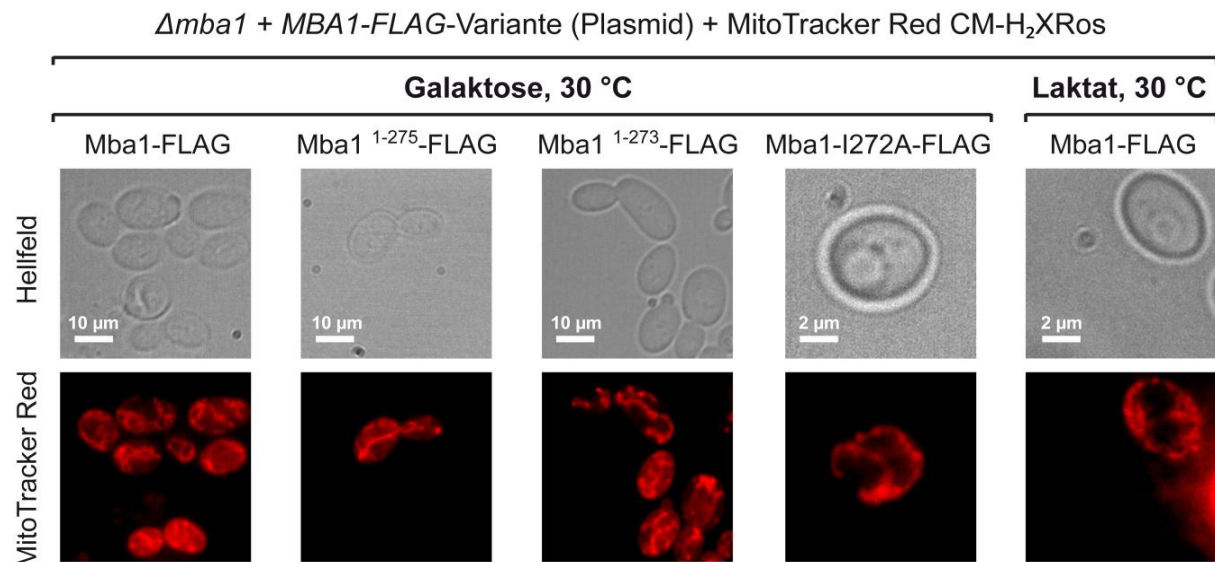 Δmba1 + MBA1-FLAG-Variante (Plasmid) + MitoTracker Red CM-H₂XRos
Galaktose, 30 °C
Laktat, 30 °C
Mba1-FLAG
Mba1 ¹⁻²⁷⁵-FLAG
Mba1 ¹⁻²⁷³-FLAG
Mba1-I272A-FLAG
Mba1-FLAG
Hellfeld
10 µm
10 µm
10 µm
2 µm
2 µm
MitoTracker Red